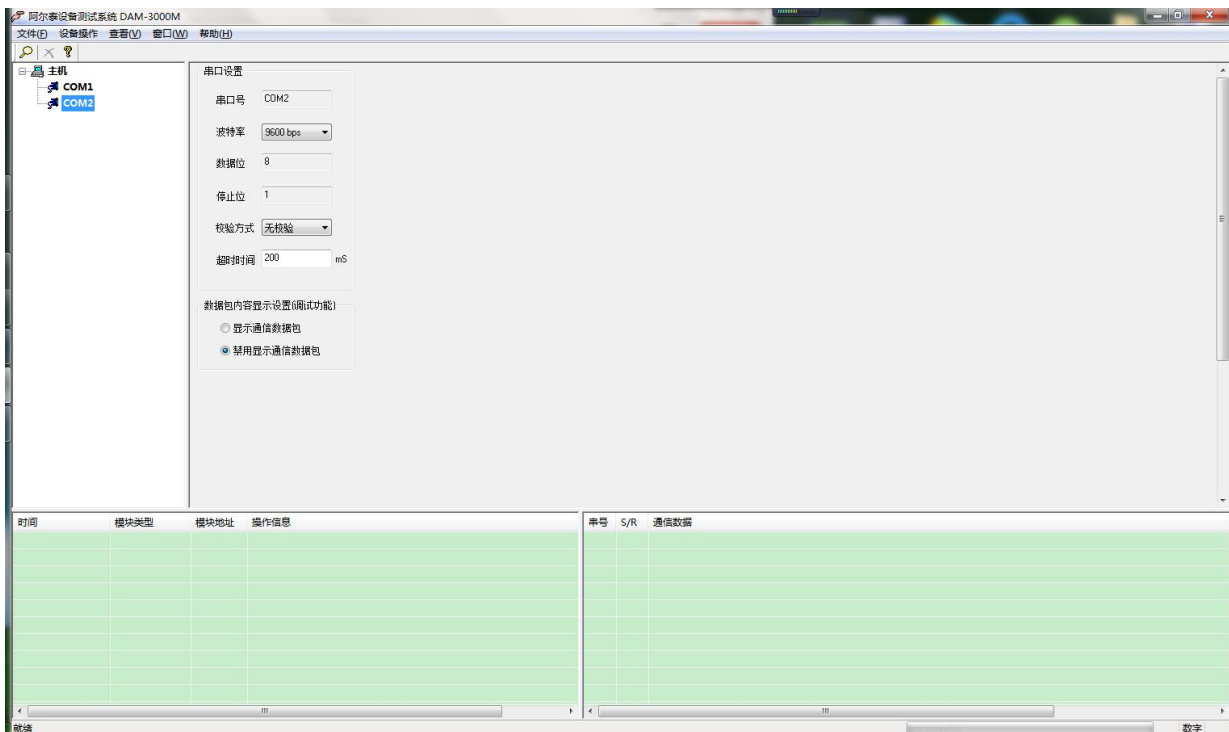 阿尔泰设备测试系统 DAM-3000M
文件(F) 设备操作 查看(V) 窗口(W) 帮助(H)
主机
COM1
COM2
串口设置
串口号 COM2
波特率 9600 bps
数据位 8
停止位 1
校验方式 无校验
超时时间 200 mS
数据包内容显示设置(调试功能)
显示通信数据包
禁用显示通信数据包
时间 模块类型 模块地址 操作信息
串号 S/R 通信数据
就绪
数字